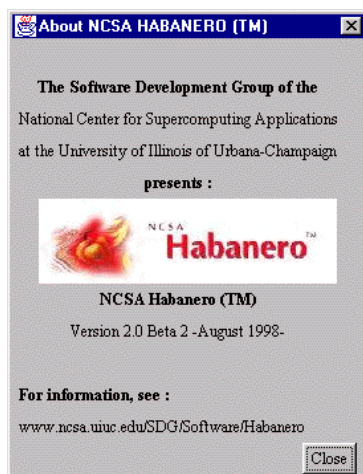 About NCSA HABANERO (TM)
The Software Development Group of the
National Center for Supercomputing Applications
at the University of Illinois of Urbana-Champaign
presents :
NCSA
Habanero™
NCSA Habanero (TM)
Version 2.0 Beta 2 -August 1998-
For information, see :
www.ncsa.uiuc.edu/SDG/Software/Habanero
Close